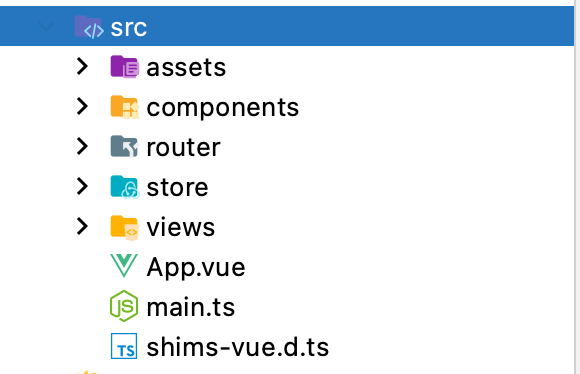 src
assets
components
router
store
views
App.vue
main.ts
shims-vue.d.ts